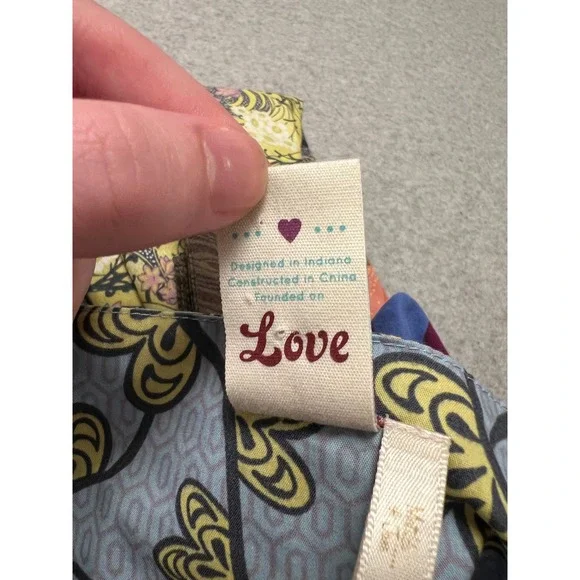 Designed in Indiana
Constructed in China
Founded on
Love